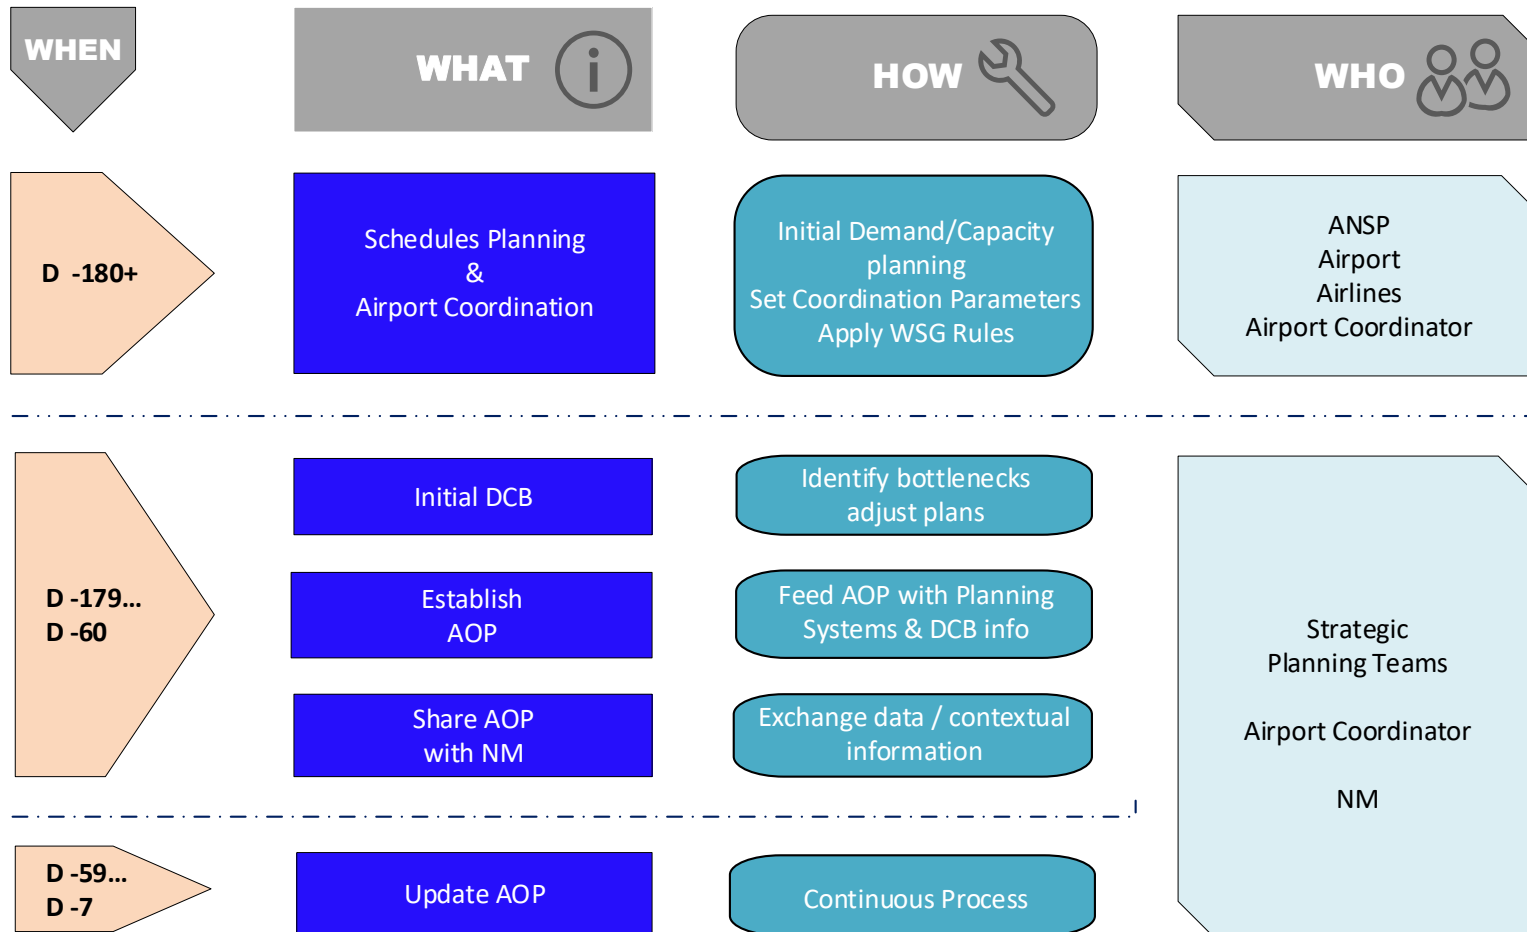 WHEN
WHAT
HOW
WHO
D -180+
Schedules Planning
&
Airport Coordination
Initial Demand/Capacity
planning
Set Coordination Parameters
Apply WSG Rules
ANSP
Airport
Airlines
Airport Coordinator
D -179...
D -60
Initial DCB
Identify bottlenecks
adjust plans
Establish
AOP
Feed AOP with Planning
Systems & DCB info
Share AOP
with NM
Exchange data / contextual
information
Strategic
Planning Teams
Airport Coordinator
NM
D -59...
D -7
Update AOP
Continuous Process